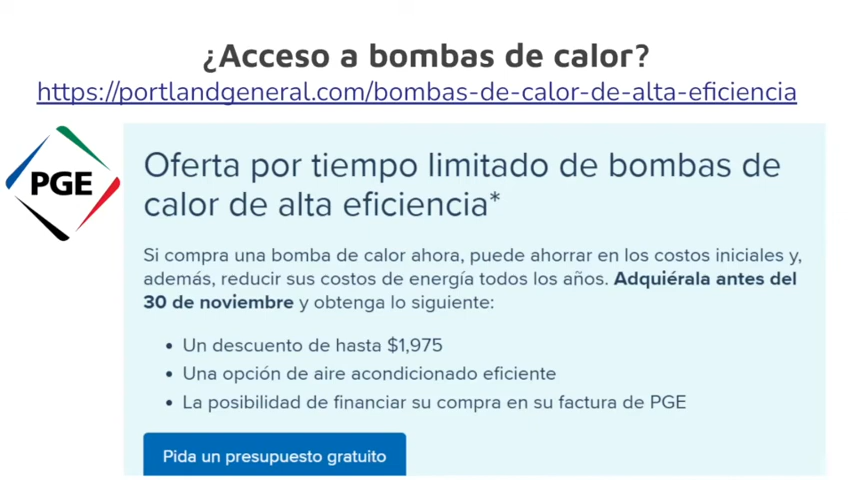 ¿Acceso a bombas de calor?
https://portlandgeneral.com/bombas-de-calor-de-alta-eficiencia
PGE
Oferta por tiempo limitado de bombas de
calor de alta eficiencia*
Si compra una bomba de calor ahora, puede ahorrar en los costos iniciales y,
además, reducir sus costos de energía todos los años. Adquiérala antes del
30 de noviembre y obtenga lo siguiente:
• Un descuento de hasta $1,975
• Una opción de aire acondicionado eficiente
• La posibilidad de financiar su compra en su factura de PGE
Pida un presupuesto gratuito